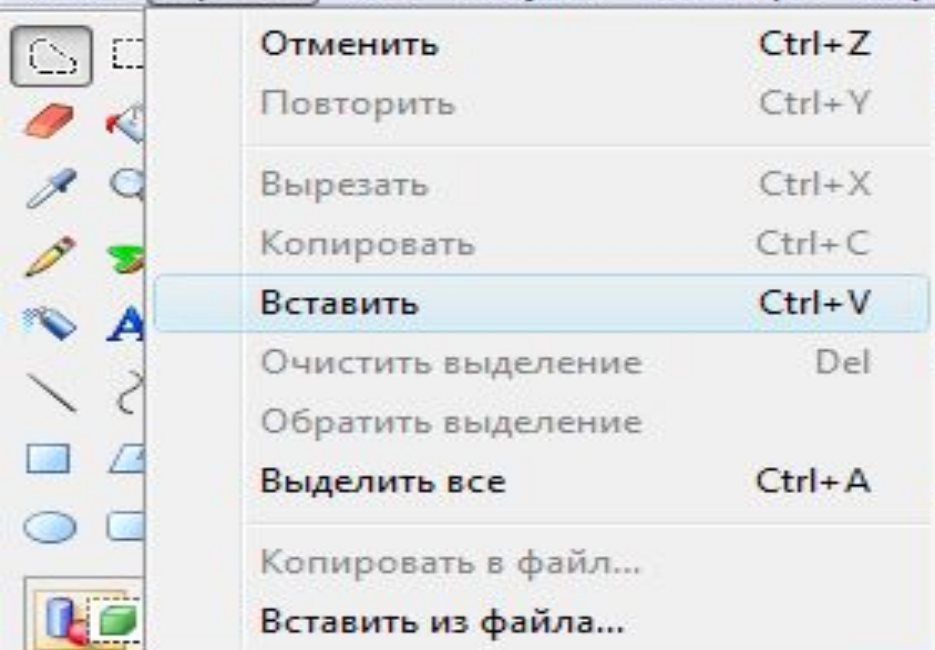 Отменить Ctrl+Z
Повторить Ctrl+Y
Вырезать Ctrl+X
Копировать Ctrl+C
Вставить Ctrl+V
Очистить выделение Del
Обратить выделение
Выделить все Ctrl+A
Копировать в файл...
Вставить из файла...